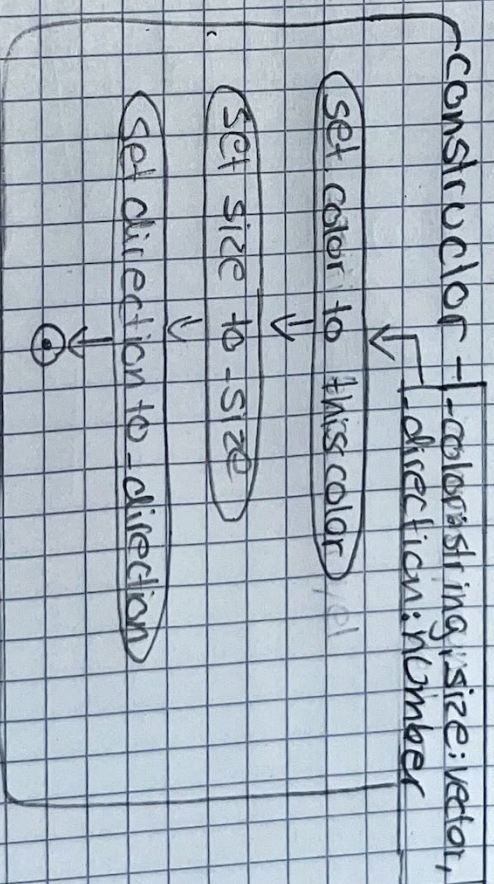 constructor
_color:string, size:vector,
_direction:number
set color to this color
set size to _size
set direction to _direction